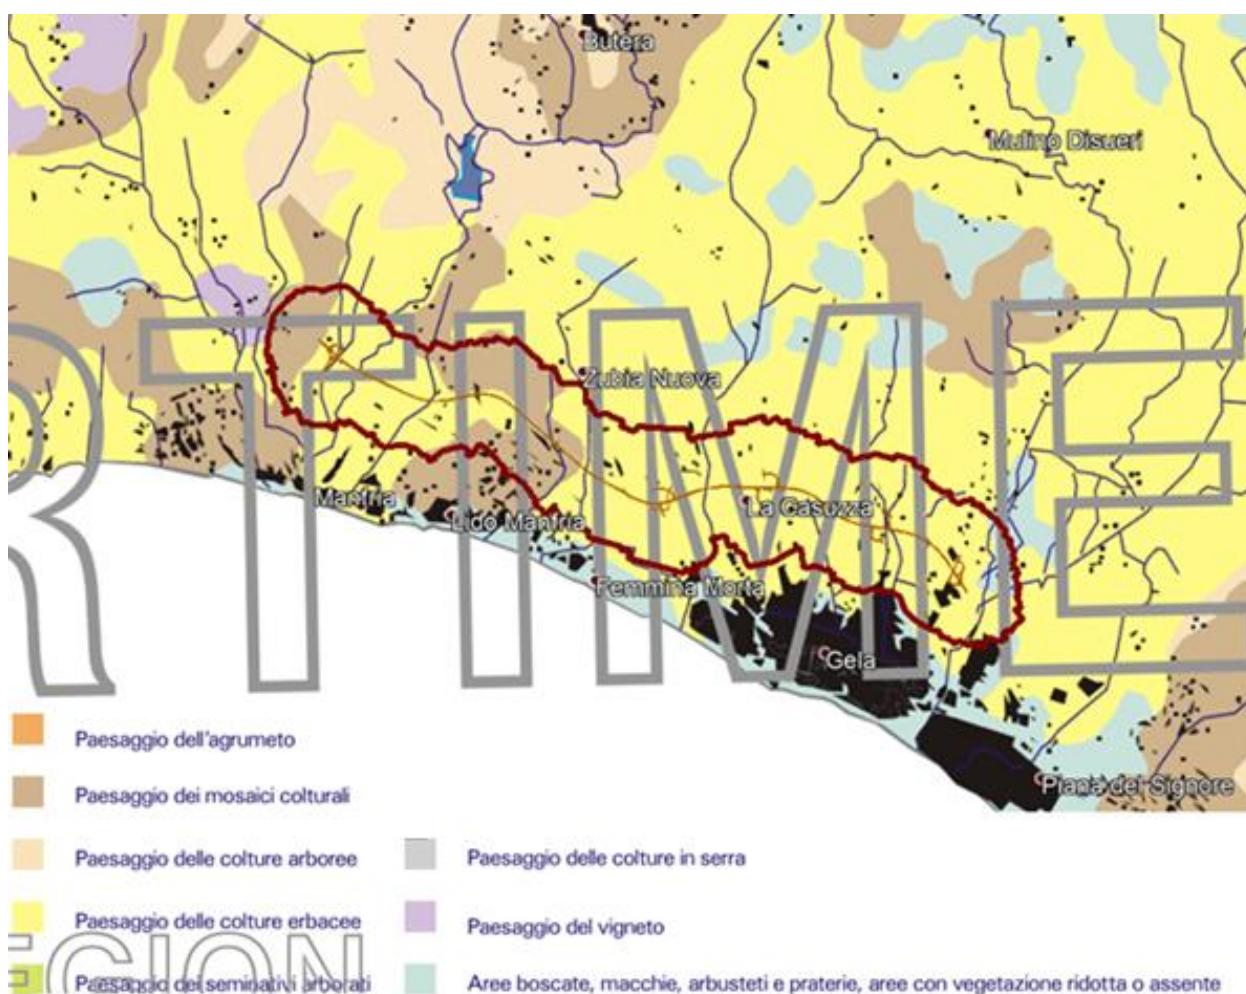 Butera
Mulino Disueri
RTIME
Zubia Nuova
Manfria
Lido Manfria
La Casuzza
Femmina Morta
Gela
Piana del Signore
Paesaggio dell'agrumeto
Paesaggio dei mosaici colturali
Paesaggio delle colture arboree
Paesaggio delle colture in serra
Paesaggio delle colture erbacee
Paesaggio del vigneto
EGION
Paesaggio dei seminativi arborati
Aree boscate, macchie, arbusteti e praterie, aree con vegetazione ridotta o assente